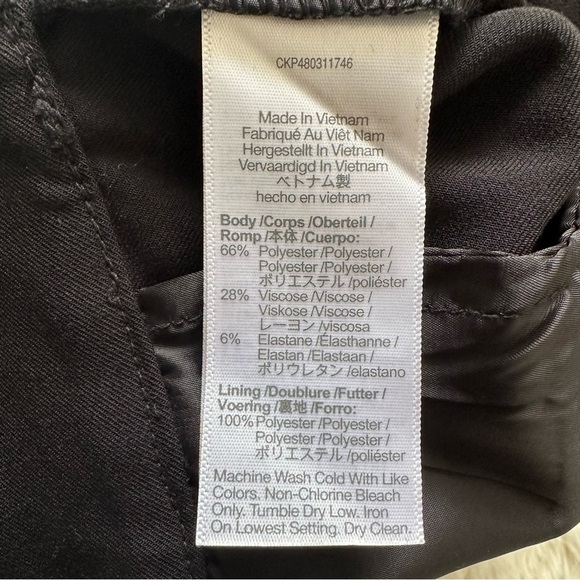 CKP480311746
Made In Vietnam
Fabriqué Au Viêt Nam
Hergestellt In Vietnam
Vervaardigd In Vietnam
ベトナム製
hecho en vietnam
Body /Corps /Oberteil /
Romp /本体 /Cuerpo:
66% Polyester /Polyester /
Polyester /Polyester /
ポリエステル /poliéster
28% Viscose /Viscose /
Viskose /Viscose /
レーヨン /viscosa
6% Elastane /Élasthanne /
Elastan /Elastaan /
ポリウレタン /elastano
Lining /Doublure /Futter /
Voering /裏地 /Forro:
100% Polyester /Polyester /
Polyester /Polyester /
ポリエステル /poliéster
Machine Wash Cold With Like
Colors. Non-Chlorine Bleach
Only. Tumble Dry Low. Iron
On Lowest Setting. Dry Clean.